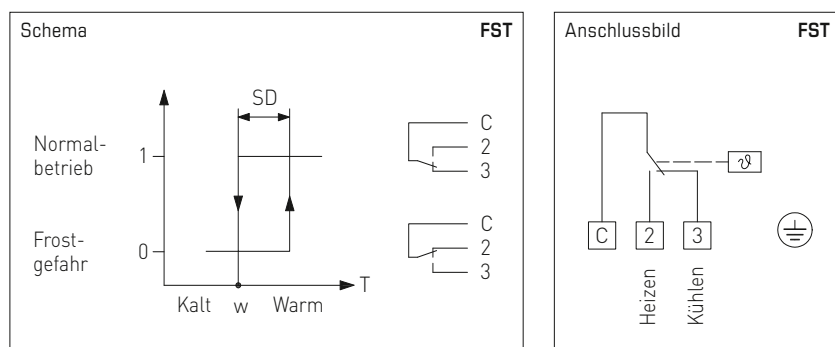 Schema FST
SD
Normal-
betrieb
1
C
2
3
Frost-
gefahr
0
C
2
3
T
Kalt w Warm
Anschlussbild FST
ϑ
C 2 3
Heizen
Kühlen